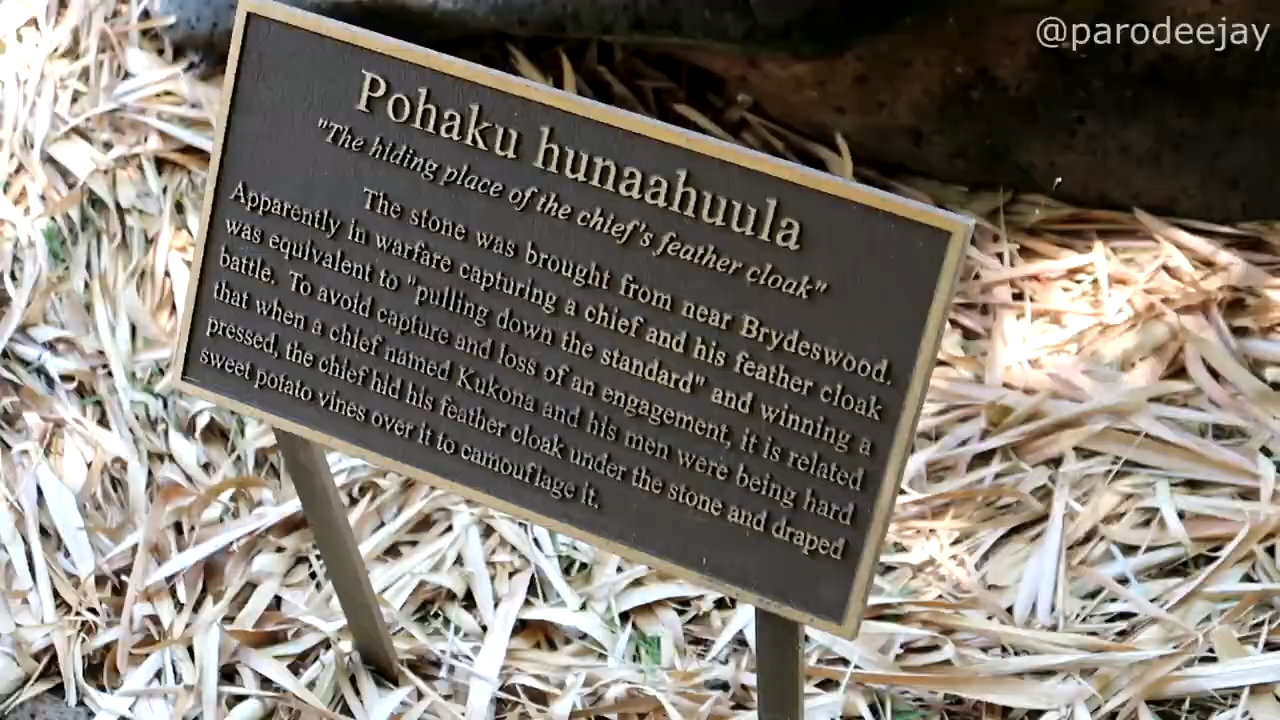 @parodeejay
Pohaku hunaahuula
"The hiding place of the chief's feather cloak"
The stone was brought from near Brydeswood.
Apparently in warfare capturing a chief and his feather cloak
was equivalent to "pulling down the standard" and winning a
battle. To avoid capture and loss of an engagement, it is related
that when a chief named Kukona and his men were being hard
pressed, the chief hid his feather cloak under the stone and draped
sweet potato vines over it to camouflage it.